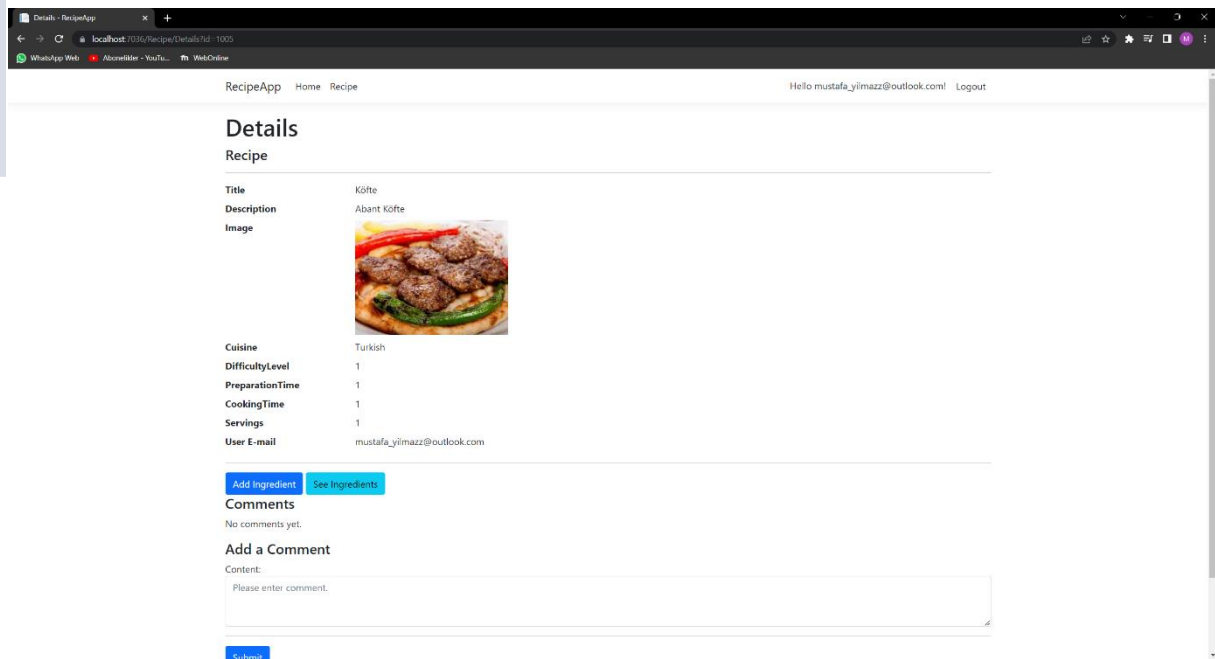 Details - RecipeApp
localhost:7036/Recipe/Details?id=1005
M
WhatsApp Web Abonelikler - YouTu... WebOnline
RecipeApp Home Recipe Hello mustafa_yilmazz@outlook.com! Logout
Details
Recipe
Title Köfte
Description Abant Köfte
Image
Cuisine Turkish
DifficultyLevel 1
PreparationTime 1
CookingTime 1
Servings 1
User E-mail mustafa_yilmazz@outlook.com
Add Ingredient See Ingredients
Comments
No comments yet.
Add a Comment
Content:
Please enter comment.
Submit